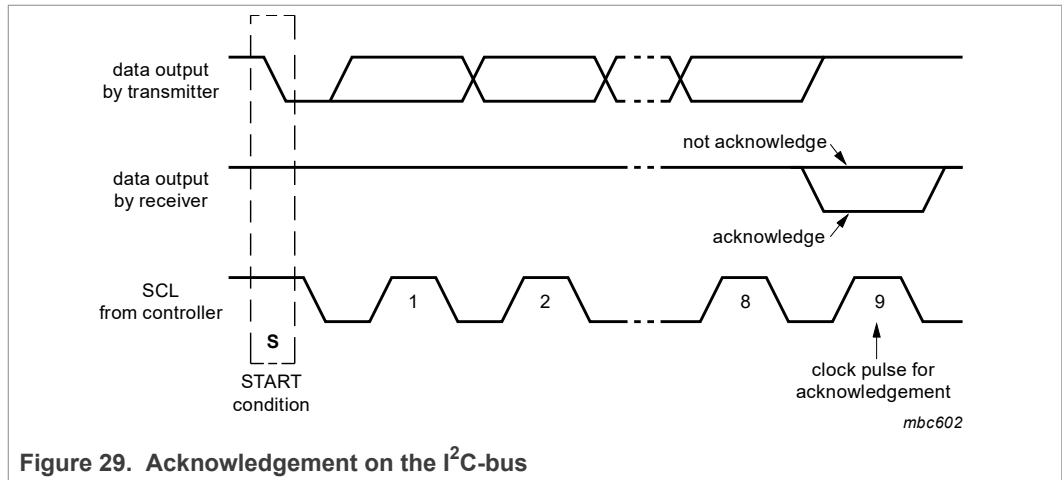 data output
by transmitter
not acknowledge
data output
by receiver
acknowledge
SCL
from controller
1
2
8
9
S
START
condition
clock pulse for
acknowledgement
mbc602
Figure 29. Acknowledgement on the I²C-bus